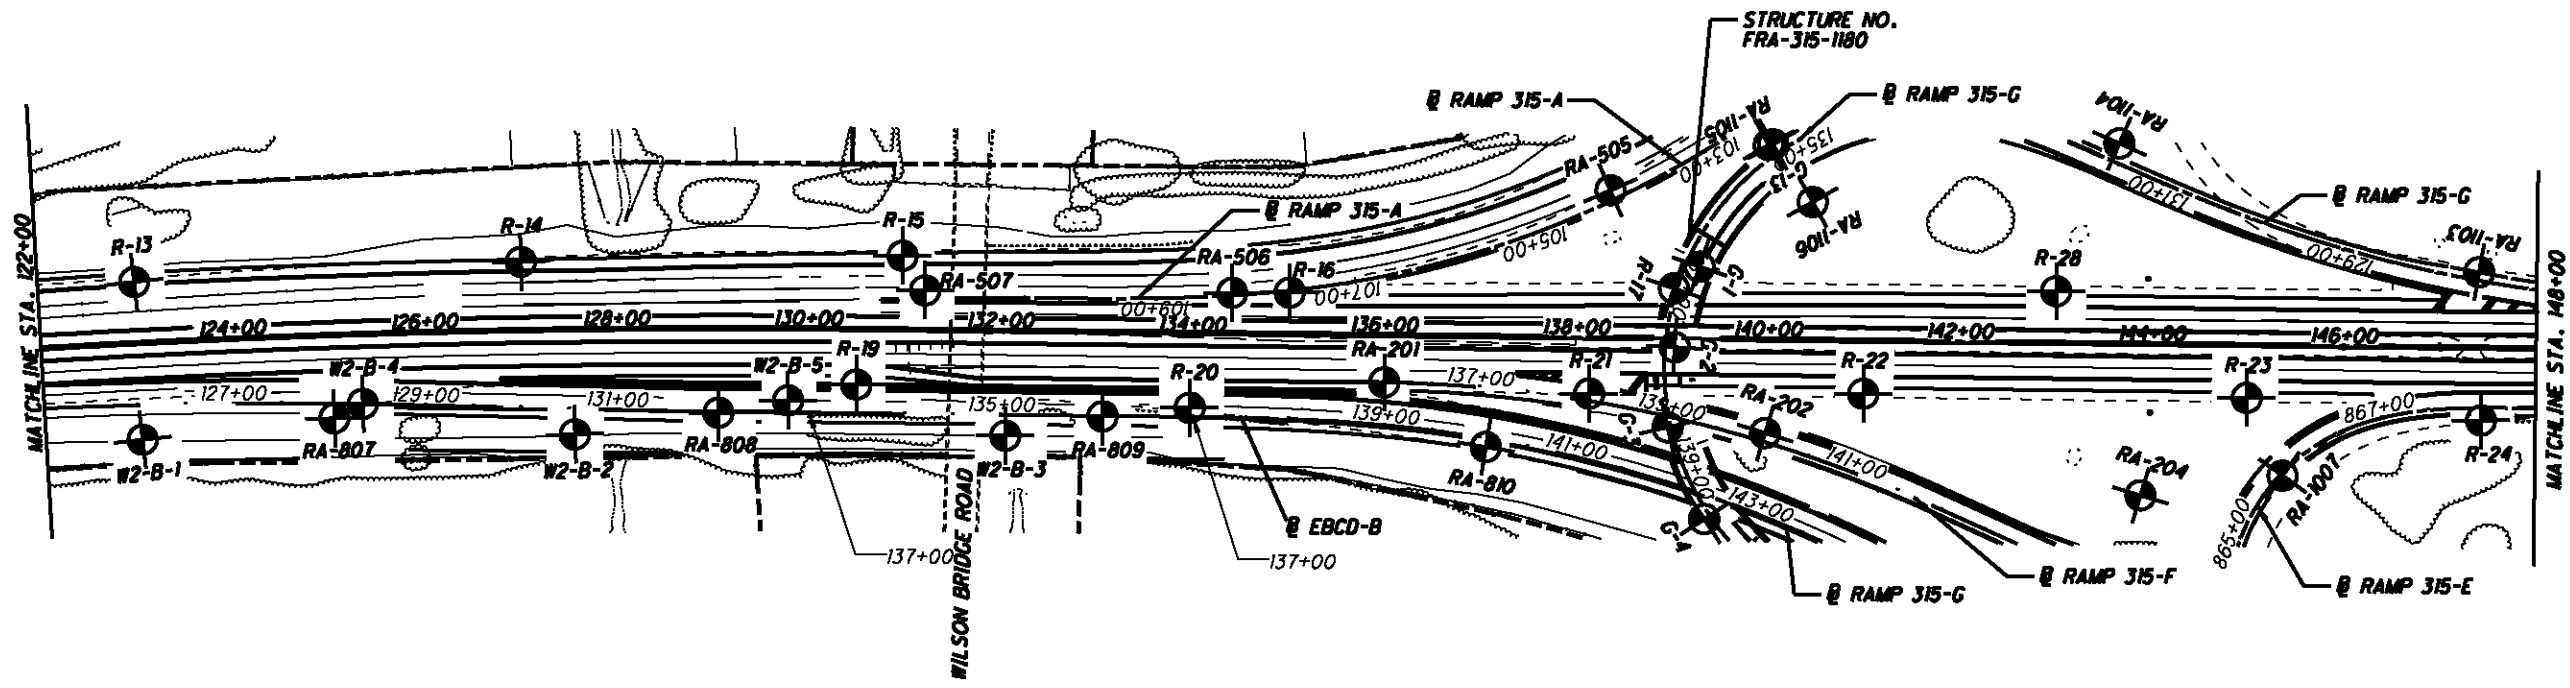 STRUCTURE NO.
FRA-315-1180
℄ RAMP 315-A
℄ RAMP 315-G
RA-1105
RA-1104
103+00
135+00
RA-505
G-13
131+00
℄ RAMP 315-G
MATCHLINE STA. 122+00
R-13
R-14
R-15
℄ RAMP 315-A
RA-1106
129+00
RA-1103
105+00
RA-507
RA-506
R-16
107+00
R-17
G-1
R-28
MATCHLINE STA. 148+00
109+00
124+00
126+00
128+00
130+00
132+00
134+00
136+00
138+00
140+00
142+00
144+00
146+00
W2-B-4
W2-B-5
R-19
RA-201
R-21
G-2
R-22
R-23
127+00
129+00
131+00
135+00
R-20
137+00
139+00
139+00
RA-202
867+00
W2-B-1
RA-807
W2-B-2
RA-808
W2-B-3
RA-809
RA-810
141+00
141+00
139+00
143+00
RA-204
RA-1007
R-24
865+00
WILSON BRIDGE ROAD
℄ EBCD-B
G-4
137+00
137+00
℄ RAMP 315-G
℄ RAMP 315-F
℄ RAMP 315-E